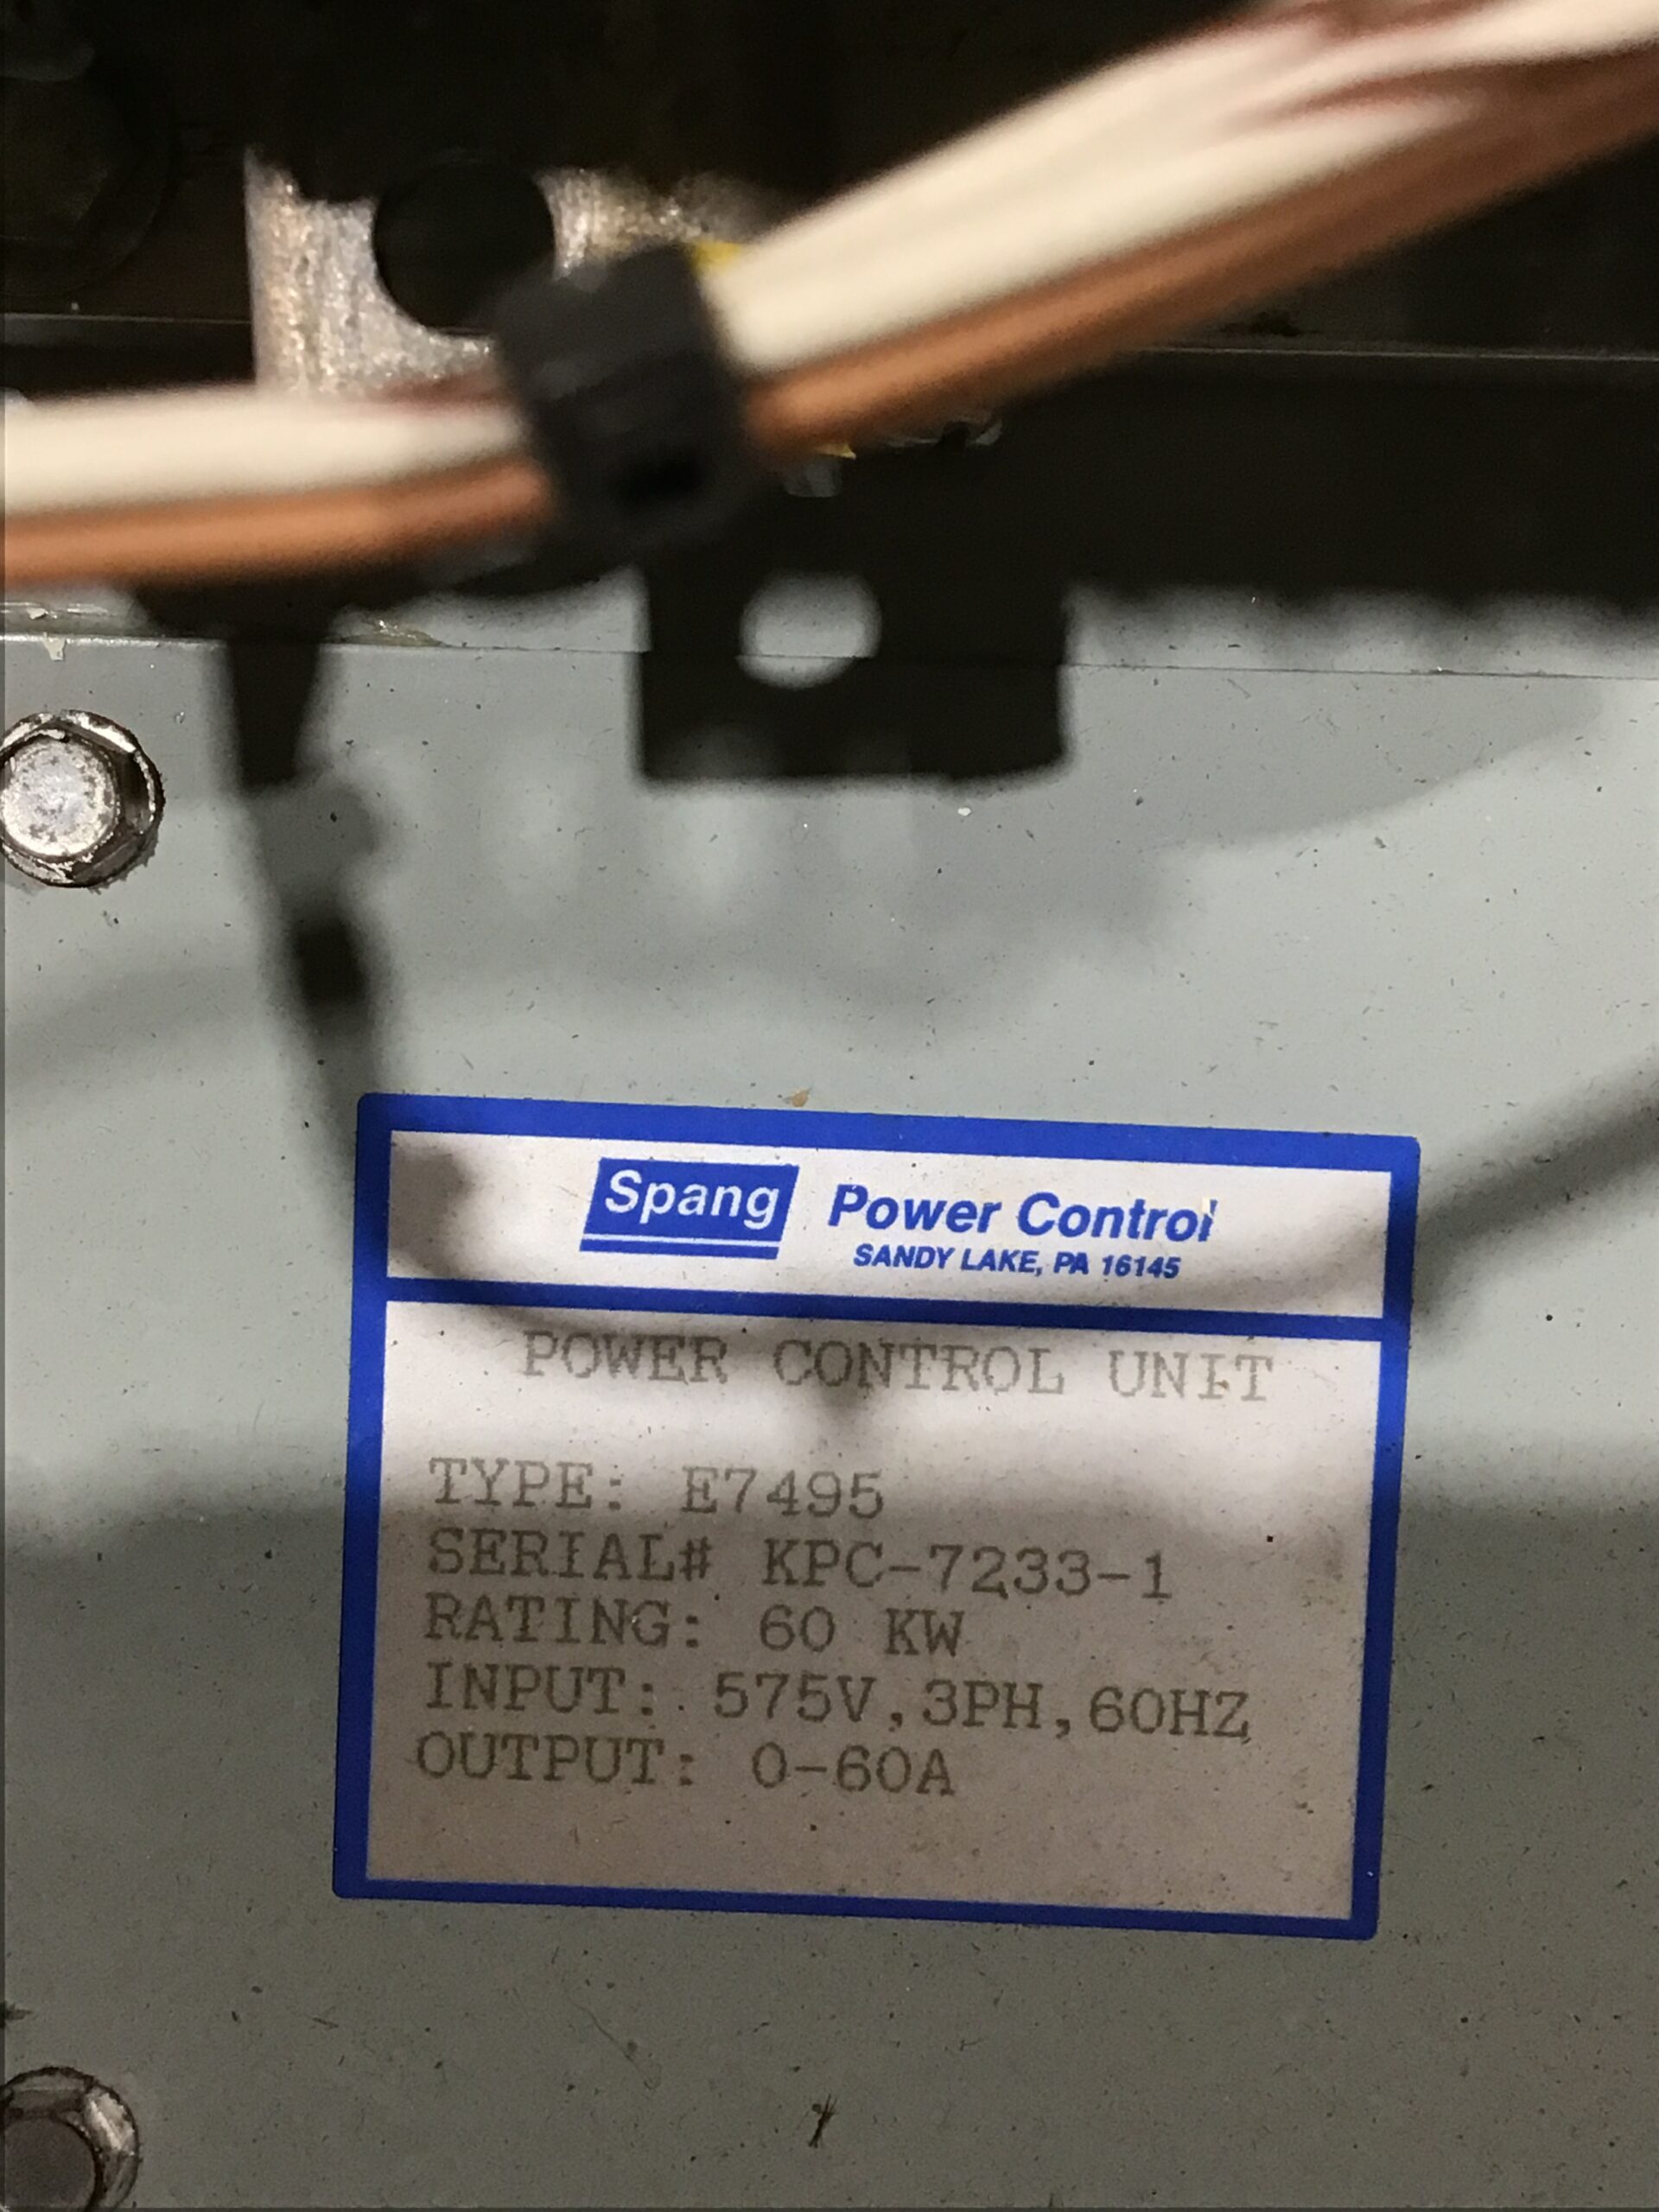 Spang Power Control
SANDY LAKE, PA 16145
POWER CONTROL UNIT
TYPE: E7495
SERIAL# KPC-7233-1
RATING: 60 KW
INPUT: 575V,3PH,60HZ
OUTPUT: 0-60A